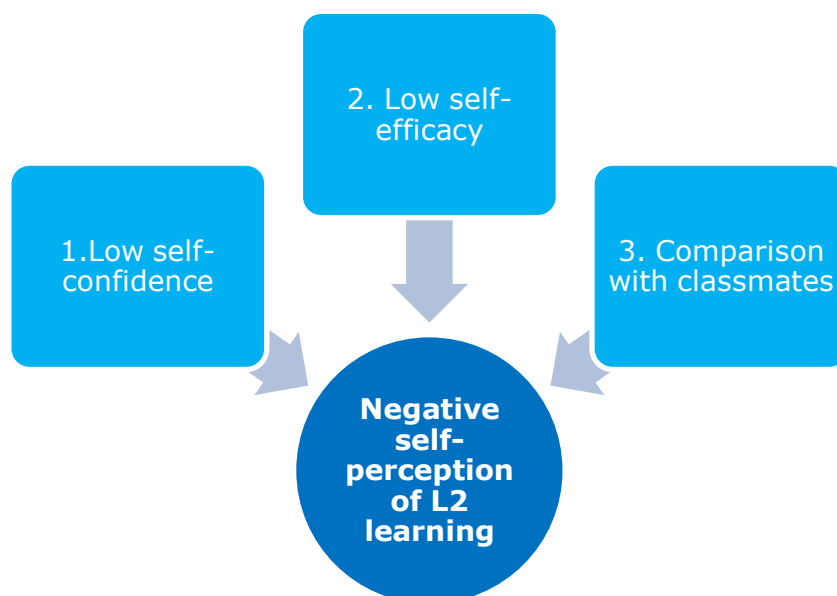 1.Low self-
confidence
2. Low self-
efficacy
3. Comparison
with classmates
Negative
self-
perception
of L2
learning